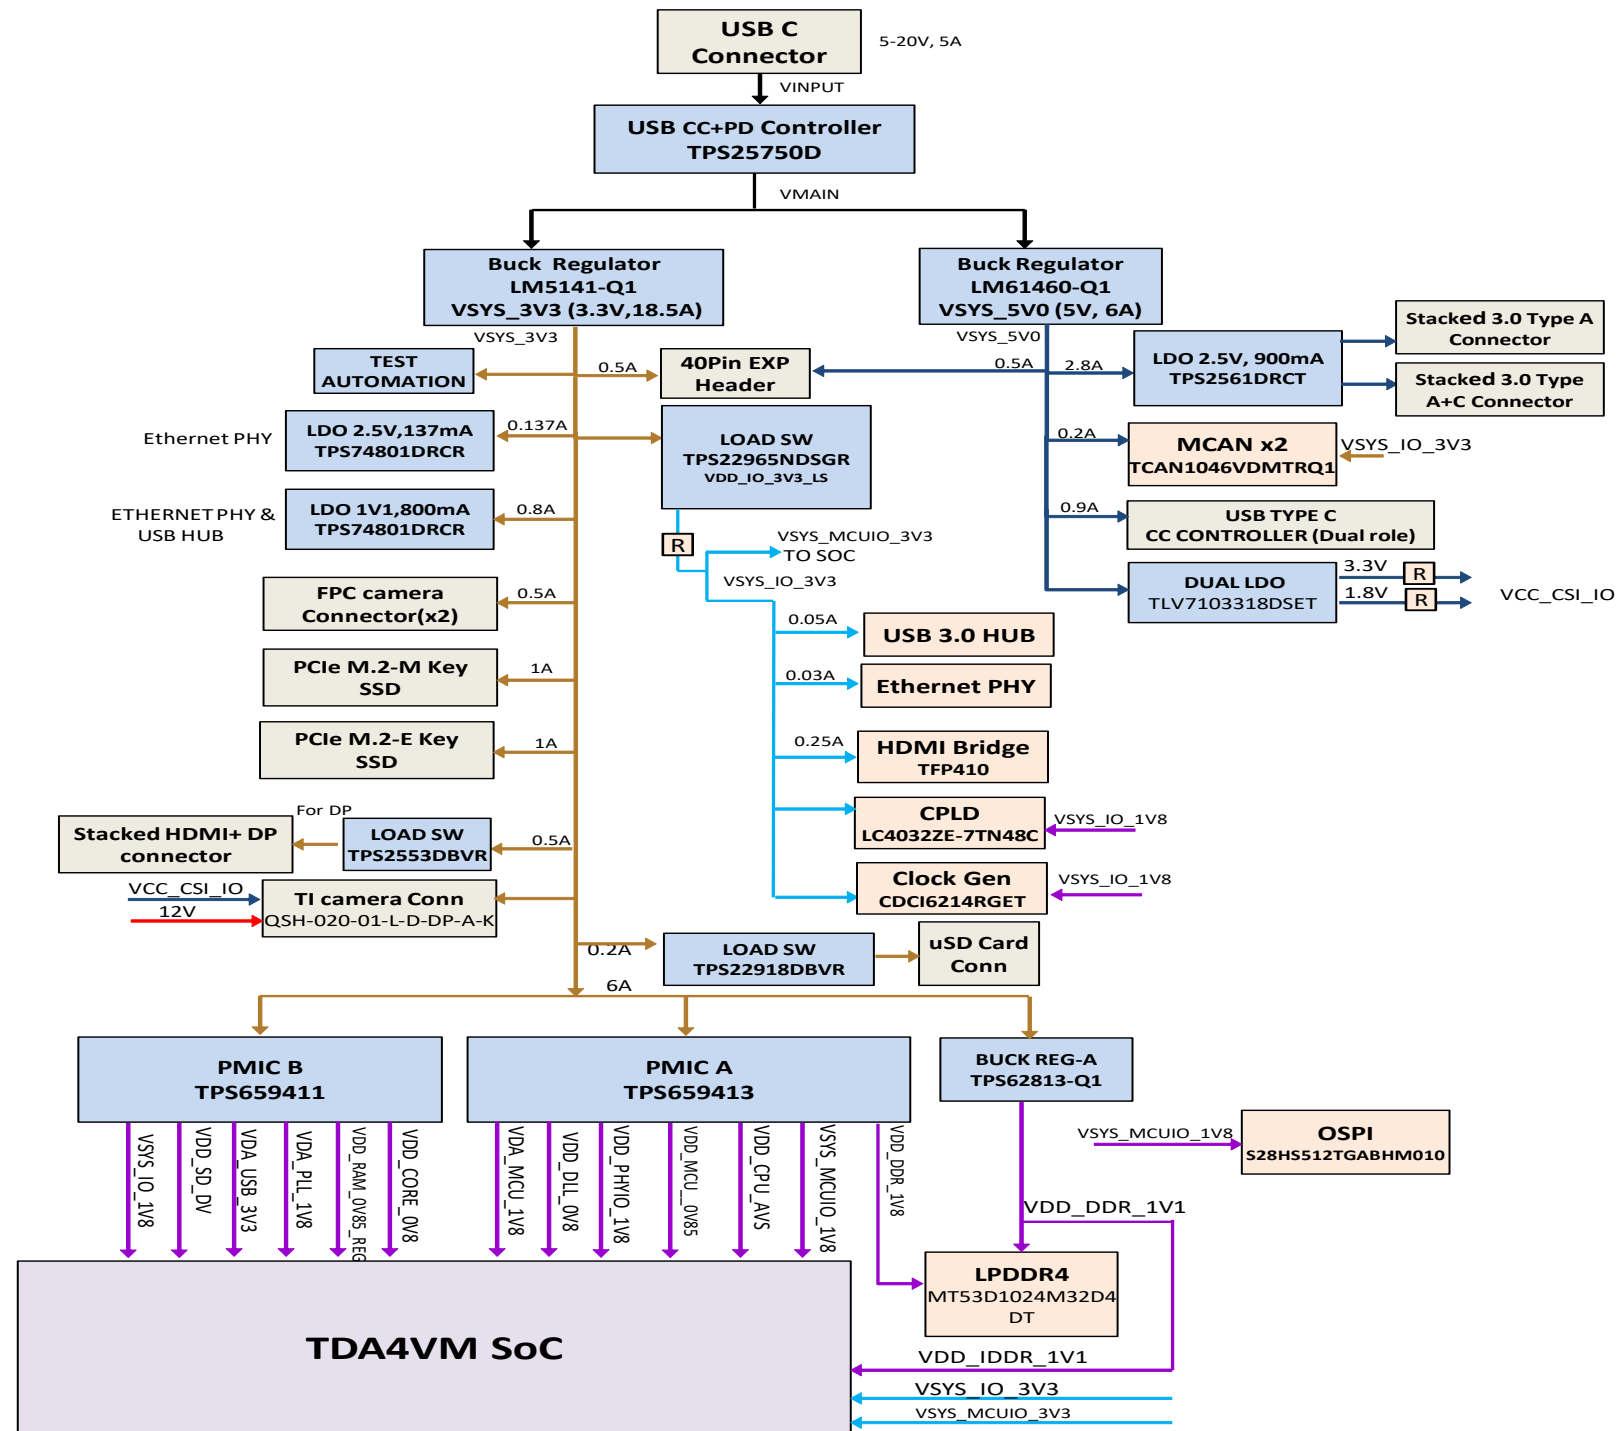 USB C
Connector
5-20V, 5A
VINPUT
USB CC+PD Controller
TPS25750D
VMAIN
Buck Regulator
LM5141-Q1
VSYS_3V3 (3.3V,18.5A)
Buck Regulator
LM61460-Q1
VSYS_5V0 (5V, 6A)
VSYS_3V3
VSYS_5V0
TEST
AUTOMATION
0.5A
40Pin EXP
Header
0.5A
2.8A
LDO 2.5V, 900mA
TPS2561DRCT
Stacked 3.0 Type A
Connector
Stacked 3.0 Type
A+C Connector
Ethernet PHY
LDO 2.5V,137mA
TPS74801DRCR
0.137A
LOAD SW
TPS22965NDSGR
VDD_IO_3V3_LS
0.2A
MCAN x2
TCAN1046VDMTRQ1
VSYS_IO_3V3
ETHERNET PHY &
USB HUB
LDO 1V1,800mA
TPS74801DRCR
0.8A
R
VSYS_MCUIO_3V3
TO SOC
VSYS_IO_3V3
0.9A
USB TYPE C
CC CONTROLLER (Dual role)
DUAL LDO
TLV7103318DSET
3.3V
R
1.8V
R
VCC_CSI_IO
FPC camera
Connector(x2)
0.5A
0.05A
USB 3.0 HUB
PCIe M.2-M Key
SSD
1A
0.03A
Ethernet PHY
PCIe M.2-E Key
SSD
1A
0.25A
HDMI Bridge
TFP410
For DP
Stacked HDMI+ DP
connector
LOAD SW
TPS2553DBVR
0.5A
CPLD
LC4032ZE-7TN48C
VSYS_IO_1V8
VCC_CSI_IO
12V
TI camera Conn
QSH-020-01-L-D-DP-A-K
Clock Gen
CDCI6214RGET
VSYS_IO_1V8
0.2A
LOAD SW
TPS22918DBVR
uSD Card
Conn
6A
PMIC B
TPS659411
PMIC A
TPS659413
BUCK REG-A
TPS62813-Q1
VSYS_IO_1V8
VDD_SD_DV
VDA_USB_3V3
VDA_PLL_1V8
VDD_RAM_0V85_REG
VDD_CORE_0V8
VDA_MCU_1V8
VDD_DLL_0V8
VDD_PHYIO_1V8
VDD_MCU__0V85
VDD_CPU_AVS
VSYS_MCUIO_1V8
VDD_DDR_1V8
VSYS_MCUIO_1V8
OSPI
S28HS512TGABHM010
VDD_DDR_1V1
LPDDR4
MT53D1024M32D4
DT
TDA4VM SoC
VDD_IDDR_1V1
VSYS_IO_3V3
VSYS_MCUIO_3V3